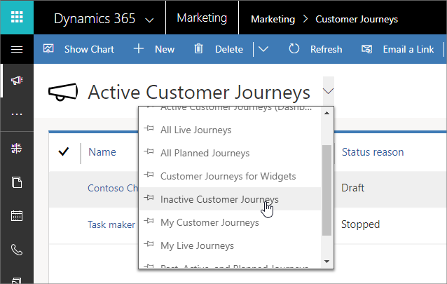 Dynamics 365 Marketing Marketing > Customer Journeys
Show Chart + New Delete Refresh Email a Link
Active Customer Journeys
Active Customer Journeys (Dashb...
All Live Journeys
Name Status reason
All Planned Journeys
Customer Journeys for Widgets
Contoso Ch Inactive Customer Journeys Draft
Task maker My Customer Journeys Stopped
My Live Journeys
Past, Active, and Planned Journeys